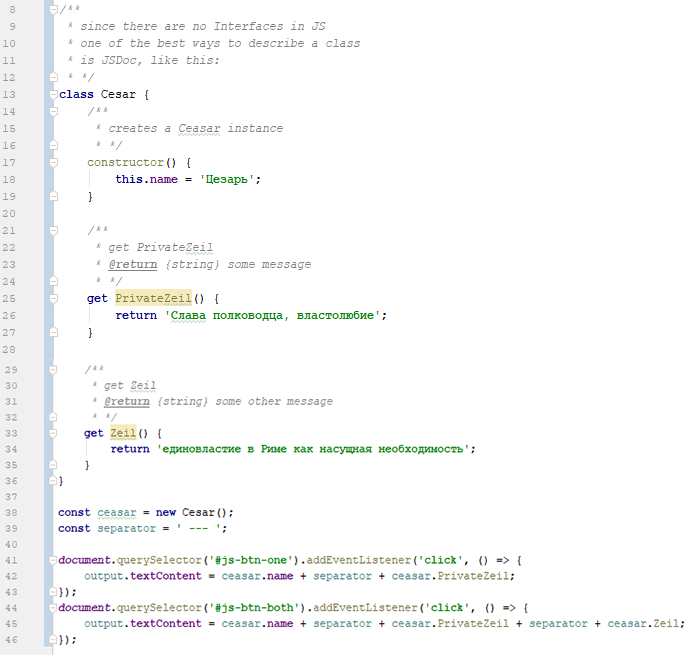 8 /**
9  * since there are no Interfaces in JS
10  * one of the best ways to describe a class
11  * is JSDoc, like this:
12  * */
13 class Cesar {
14     /**
15      * creates a Ceasar instance
16      * */
17     constructor() {
18         this.name = 'Цезарь';
19     }
20
21     /**
22      * get PrivateZeil
23      * @return {string} some message
24      * */
25     get PrivateZeil() {
26         return 'Слава полководца, властолюбие';
27     }
28
29     /**
30      * get Zeil
31      * @return {string} some other message
32      * */
33     get Zeil() {
34         return 'единовластие в Риме как насущная необходимость';
35     }
36 }
37
38 const ceasar = new Cesar();
39 const separator = ' --- ';
40
41 document.querySelector('#js-btn-one').addEventListener('click', () => {
42     output.textContent = ceasar.name + separator + ceasar.PrivateZeil;
43 });
44 document.querySelector('#js-btn-both').addEventListener('click', () => {
45     output.textContent = ceasar.name + separator + ceasar.PrivateZeil + separator + ceasar.Zeil;
46 });